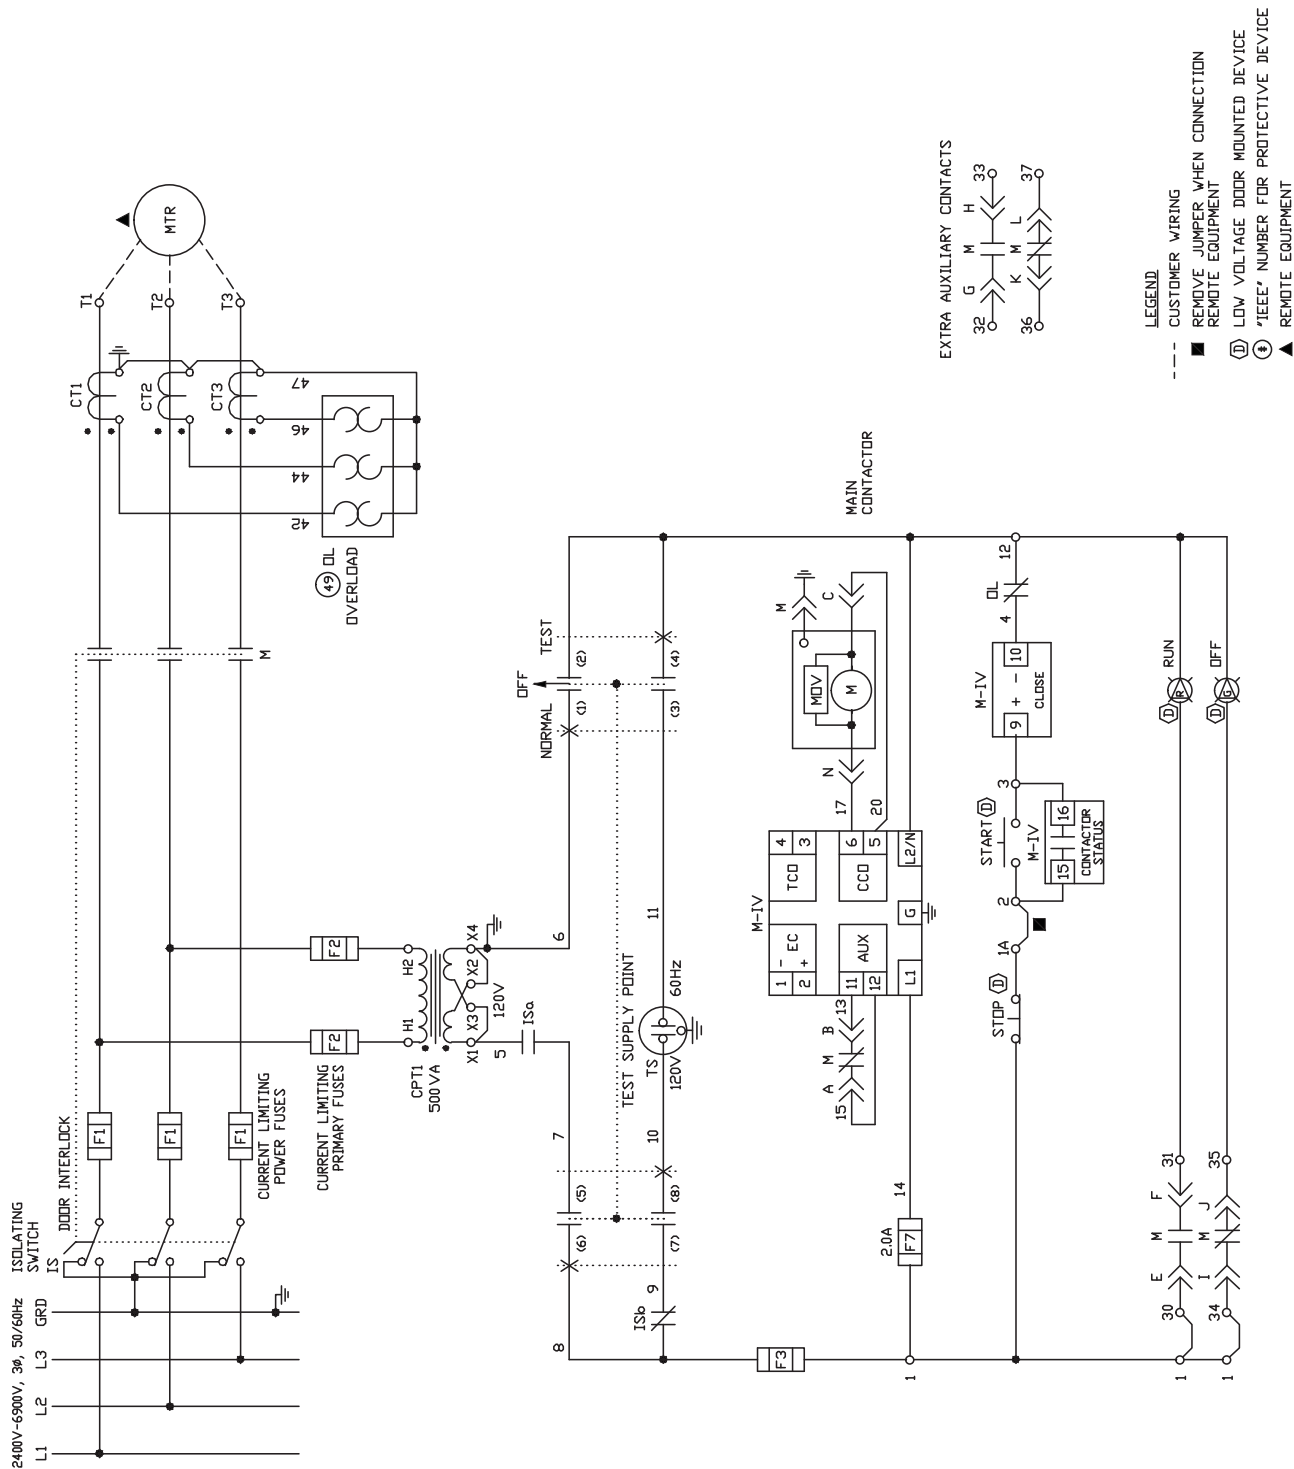 2400V-6900V, 3ø, 50/60Hz
L1
L2
L3
GRD
ISOLATING
SWITCH
IS
DOOR INTERLOCK
F1
F1
F1
CURRENT LIMITING
POWER FUSES
M
CT1
CT2
CT3
T1
T2
T3
MTR
47
46
44
42
49 OL
OVERLOAD
CURRENT LIMITING
PRIMARY FUSES
F2
F2
H1
H2
CPT1
500VA
X1
X3
X2
X4
120V
5
ISa
6
7
8
(6)
(5)
NORMAL
(1)
OFF
(2)
TEST
TEST SUPPLY POINT
ISb
9
(7)
(8)
10
TS
120V
60Hz
11
(3)
(4)
F3
M-IV
1
2
-
+
EC
TCO
4
3
11
12
AUX
CCO
6
5
L1
G
L2/N
15
A
M
B
13
17
20
N
MOV
M
M
C
MAIN
CONTACTOR
1
2.0A
F7
14
STOP
D
1A
2
START
D
3
M-IV
15
16
CONTACTOR
STATUS
M-IV
9
+
-
10
CLOSE
4
OL
12
1
30
E
M
F
31
D
R
RUN
1
34
I
M
J
35
D
G
OFF
EXTRA AUXILIARY CONTACTS
32
G
M
H
33
36
K
M
L
37
LEGEND
CUSTOMER WIRING
REMOVE JUMPER WHEN CONNECTION
REMOTE EQUIPMENT
D LOW VOLTAGE DOOR MOUNTED DEVICE
# "IEEE" NUMBER FOR PROTECTIVE DEVICE
REMOTE EQUIPMENT